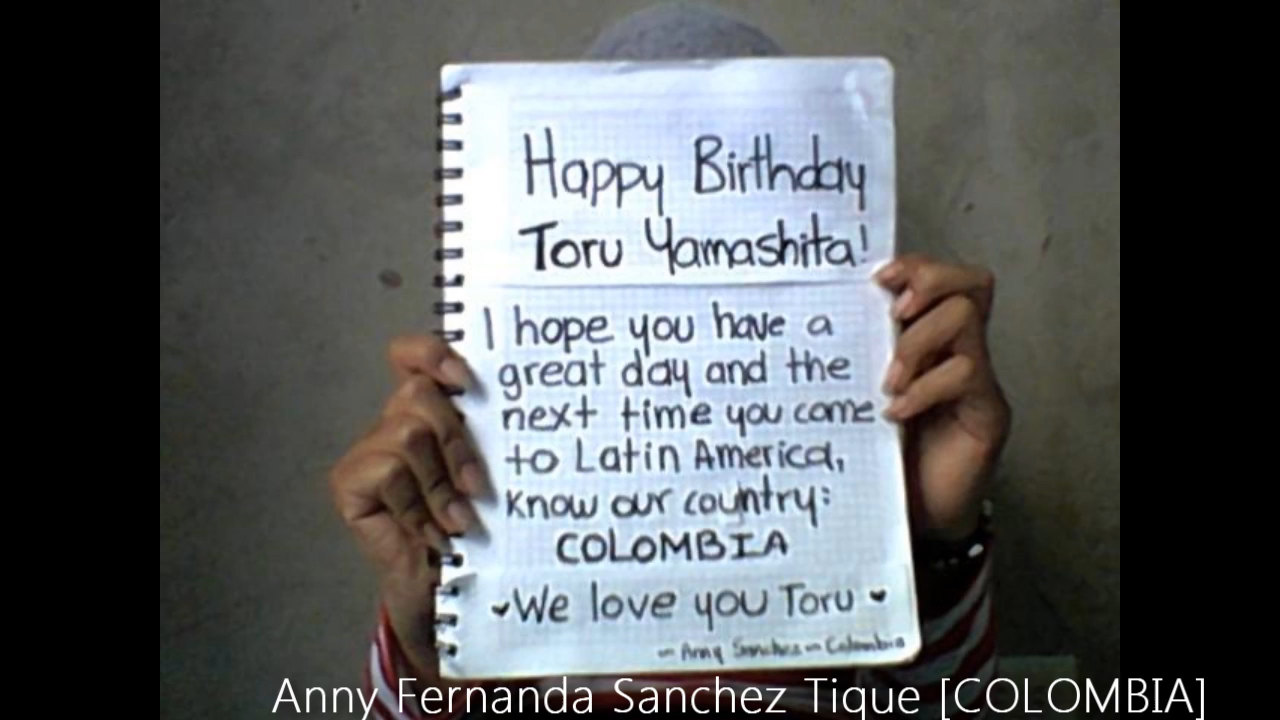 Happy Birthday
Toru Yamashita!
I hope you have a
great day and the
next time you come
to Latin America,
Know our country:
COLOMBIA
♥We love you Toru ♥
~ Anny Sanchez ~ Colombia
Anny Fernanda Sanchez Tique [COLOMBIA]